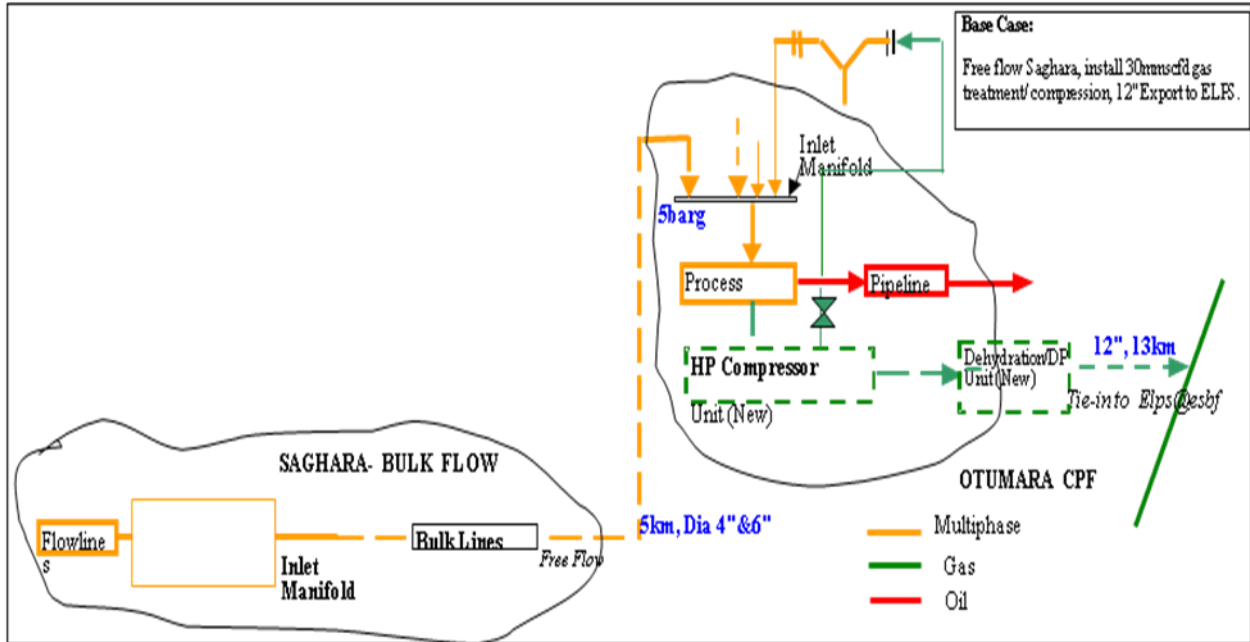 Base Case:
Free flow Saghara, install 30mmscfd gas
treatment/ compression, 12" Export to ELPS.
Inlet
Manifold
5barg
Process
Pipeline
HP Compressor
Unit (New)
Dehydration/DP
Unit (New)
12", 13km
Tie-in to Elps@esbf
SAGHARA- BULK FLOW
OTUMARA CPF
Flowline
s
Inlet
Manifold
Bulk Lines
Free Flow
5km, Dia 4"&6"
Multiphase
Gas
Oil